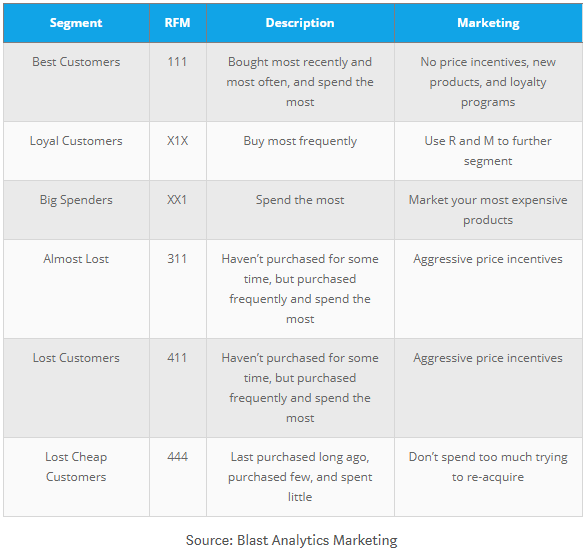 Segment RFM Description Marketing
Best Customers 111 Bought most recently and No price incentives, new
most often, and spend the products, and loyalty
most programs
Loyal Customers X1X Buy most frequently Use R and M to further
segment
Big Spenders XX1 Spend the most Market your most expensive
products
Almost Lost 311 Haven’t purchased for some Aggressive price incentives
time, but purchased
frequently and spend the
most
Lost Customers 411 Haven’t purchased for some Aggressive price incentives
time, but purchased
frequently and spend the
most
Lost Cheap 444 Last purchased long ago, Don’t spend too much trying
Customers purchased few, and spent to re-acquire
little
Source: Blast Analytics Marketing